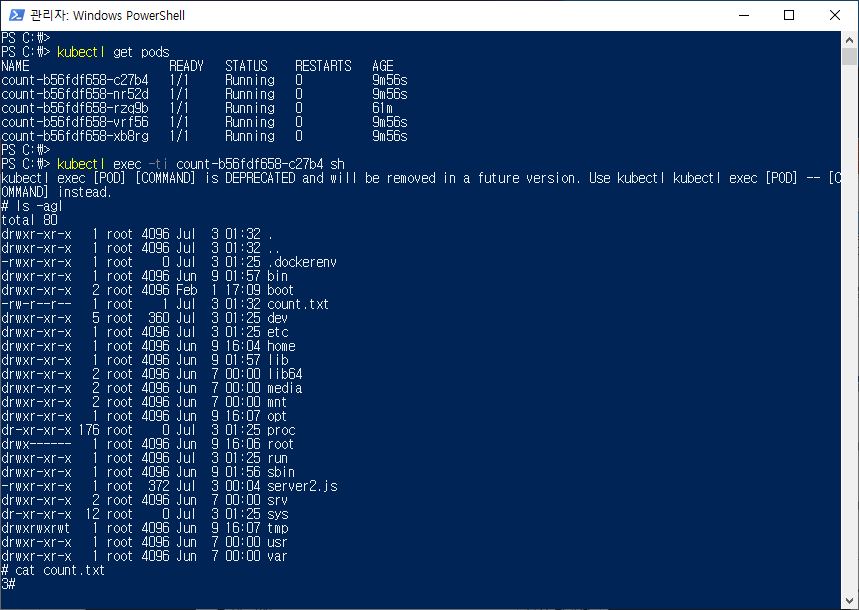 관리자: Windows PowerShell
PS C:\>
PS C:\> kubectl get pods
NAME READY STATUS RESTARTS AGE
count-b56fdf658-c27b4 1/1 Running 0 9m56s
count-b56fdf658-nr52d 1/1 Running 0 9m56s
count-b56fdf658-rzq9b 1/1 Running 0 61m
count-b56fdf658-vrf56 1/1 Running 0 9m56s
count-b56fdf658-xb8rg 1/1 Running 0 9m56s
PS C:\>
PS C:\> kubectl exec -ti count-b56fdf658-c27b4 sh
kubectl exec [POD] [COMMAND] is DEPRECATED and will be removed in a future version. Use kubectl kubectl exec [POD] -- [C
OMMAND] instead.
# ls -agl
total 80
drwxr-xr-x 1 root 4096 Jul 3 01:32 .
drwxr-xr-x 1 root 4096 Jul 3 01:32 ..
-rwxr-xr-x 1 root 0 Jul 3 01:25 .dockerenv
drwxr-xr-x 1 root 4096 Jun 9 01:57 bin
drwxr-xr-x 2 root 4096 Feb 1 17:09 boot
-rw-r--r-- 1 root 1 Jul 3 01:32 count.txt
drwxr-xr-x 5 root 360 Jul 3 01:25 dev
drwxr-xr-x 1 root 4096 Jul 3 01:25 etc
drwxr-xr-x 1 root 4096 Jun 9 16:04 home
drwxr-xr-x 1 root 4096 Jun 9 01:57 lib
drwxr-xr-x 2 root 4096 Jun 7 00:00 lib64
drwxr-xr-x 2 root 4096 Jun 7 00:00 media
drwxr-xr-x 2 root 4096 Jun 7 00:00 mnt
drwxr-xr-x 1 root 4096 Jun 9 16:07 opt
dr-xr-xr-x 176 root 0 Jul 3 01:25 proc
drwx------ 1 root 4096 Jun 9 16:06 root
drwxr-xr-x 1 root 4096 Jul 3 01:25 run
drwxr-xr-x 1 root 4096 Jun 9 01:56 sbin
-rwxr-xr-x 1 root 372 Jul 3 00:04 server2.js
drwxr-xr-x 2 root 4096 Jun 7 00:00 srv
dr-xr-xr-x 12 root 0 Jul 3 01:25 sys
drwxrwxrwt 1 root 4096 Jun 9 16:07 tmp
drwxr-xr-x 1 root 4096 Jun 7 00:00 usr
drwxr-xr-x 1 root 4096 Jun 7 00:00 var
# cat count.txt
3#